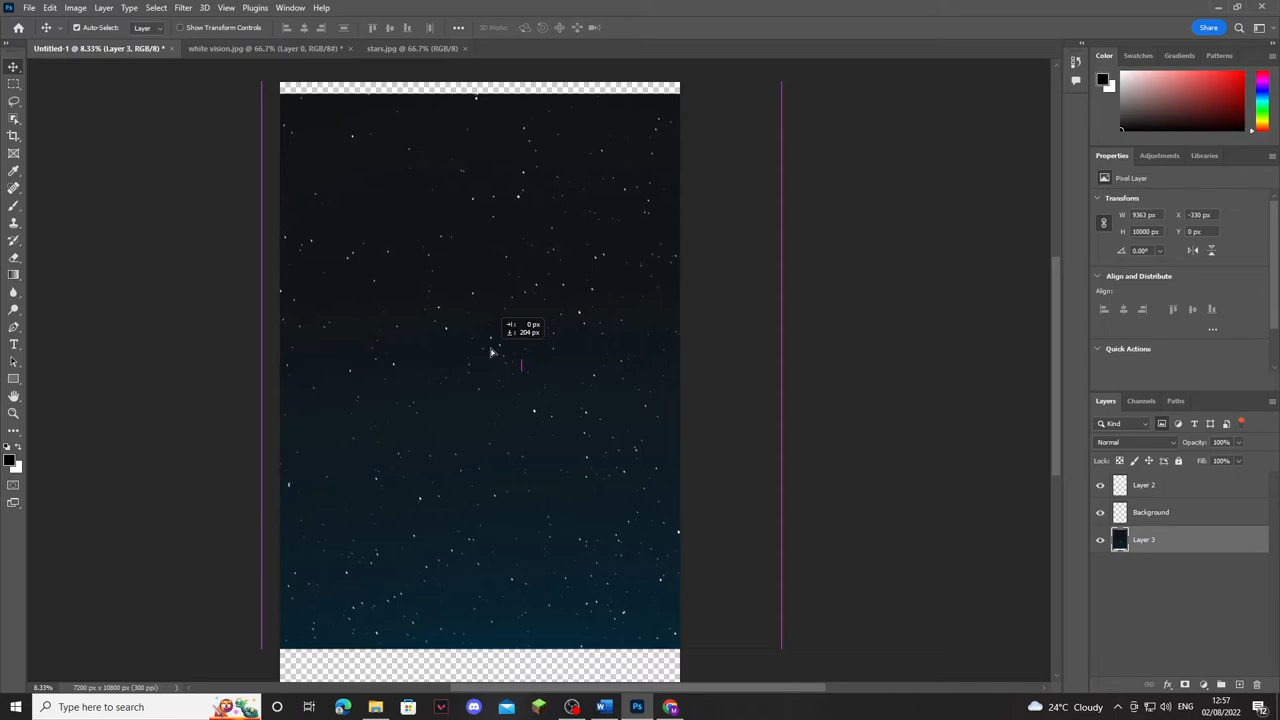 Ps File Edit Image Layer Type Select Filter 3D View Plugins Window Help
Auto-Select: Layer Show Transform Controls 3D Mode: Share
Untitled-1 @ 8.33% (Layer 3, RGB/8) * × white vision.jpg @ 66.7% (Layer 0, RGB/8#) * × stars.jpg @ 66.7% (RGB/8) ×
Color Swatches Gradients Patterns
Properties Adjustments Libraries
Pixel Layer
Transform
W 9363 px X -330 px
H 10000 px Y 0 px
0.00°
Align and Distribute
Align:
0 px
204 px
Quick Actions
Layers Channels Paths
Kind
Normal Opacity: 100%
Lock: Fill: 100%
Layer 2
Background
Layer 3
8.33% 7200 px x 10800 px (300 ppi)
Type here to search
24°C Cloudy
12:57
02/08/2022